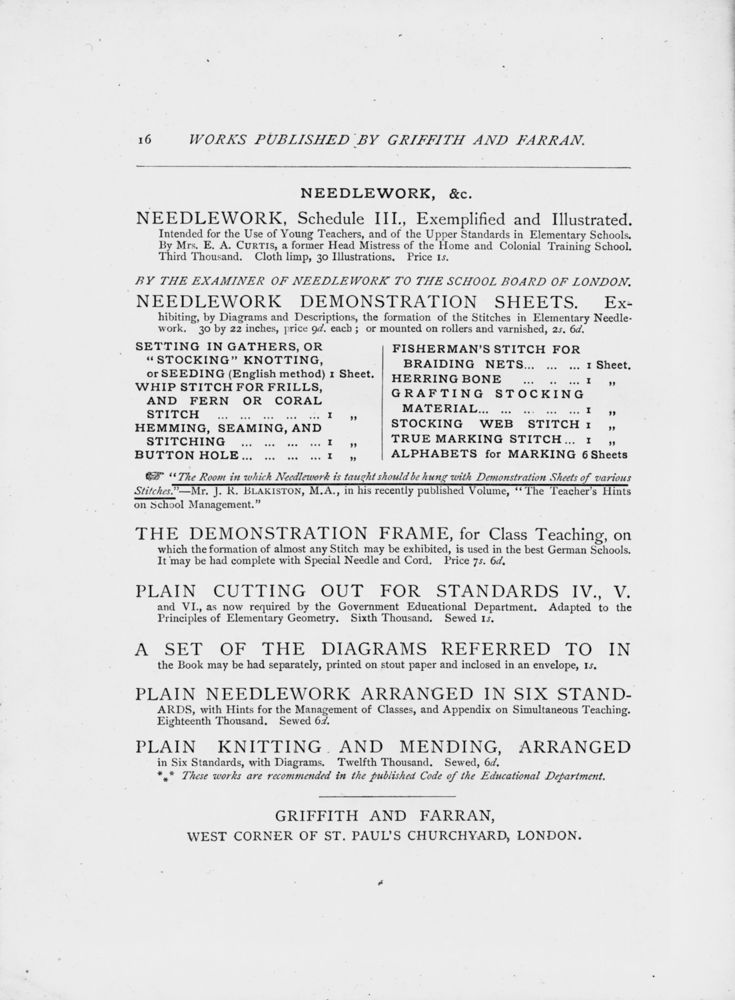 16 WORKS PUBLISHED BY GRIFFITH AND FARRAN.
NEEDLEWORK, &c.
NEEDLEWORK, Schedule III., Exemplified and Illustrated.
Intended for the Use of Young Teachers, and of the Upper Standards in Elementary Schools.
By Mrs. E. A. CURTIS, a former Head Mistress of the Home and Colonial Training School.
Third Thousand. Cloth limp, 30 Illustrations. Price 1s.
BY THE EXAMINER OF NEEDLEWORK TO THE SCHOOL BOARD OF LONDON.
NEEDLEWORK DEMONSTRATION SHEETS. Ex-
hibiting, by Diagrams and Descriptions, the formation of the Stitches in Elementary Needle-
work. 30 by 22 inches, price 9d. each; or mounted on rollers and varnished, 2s. 6d.
SETTING IN GATHERS, OR
"STOCKING" KNOTTING,
or SEEDING (English method) 1 Sheet.
WHIP STITCH FOR FRILLS,
AND FERN OR CORAL
STITCH ... ... ... ... ... 1 „
HEMMING, SEAMING, AND
STITCHING ... ... ... ... 1 „
BUTTON HOLE ... ... ... ... 1 „
FISHERMAN'S STITCH FOR
BRAIDING NETS... ... ... 1 Sheet.
HERRING BONE ... ... ... 1 „
GRAFTING STOCKING
MATERIAL... ... ... ... ... 1 „
STOCKING WEB STITCH 1 „
TRUE MARKING STITCH ... 1 „
ALPHABETS for MARKING 6 Sheets
☞ "The Room in which Needlework is taught should be hung with Demonstration Sheets of various
Stitches."—Mr. J. R. BLAKISTON, M.A., in his recently published Volume, "The Teacher's Hints
on School Management."
THE DEMONSTRATION FRAME, for Class Teaching, on
which the formation of almost any Stitch may be exhibited, is used in the best German Schools.
It may be had complete with Special Needle and Cord. Price 7s. 6d.
PLAIN CUTTING OUT FOR STANDARDS IV., V.
and VI., as now required by the Government Educational Department. Adapted to the
Principles of Elementary Geometry. Sixth Thousand. Sewed 1s.
A SET OF THE DIAGRAMS REFERRED TO IN
the Book may be had separately, printed on stout paper and inclosed in an envelope, 1s.
PLAIN NEEDLEWORK ARRANGED IN SIX STAND-
ARDS, with Hints for the Management of Classes, and Appendix on Simultaneous Teaching.
Eighteenth Thousand. Sewed 6d.
PLAIN KNITTING AND MENDING, ARRANGED
in Six Standards, with Diagrams. Twelfth Thousand. Sewed, 6d.
*** These works are recommended in the published Code of the Educational Department.
GRIFFITH AND FARRAN,
WEST CORNER OF ST. PAUL'S CHURCHYARD, LONDON.